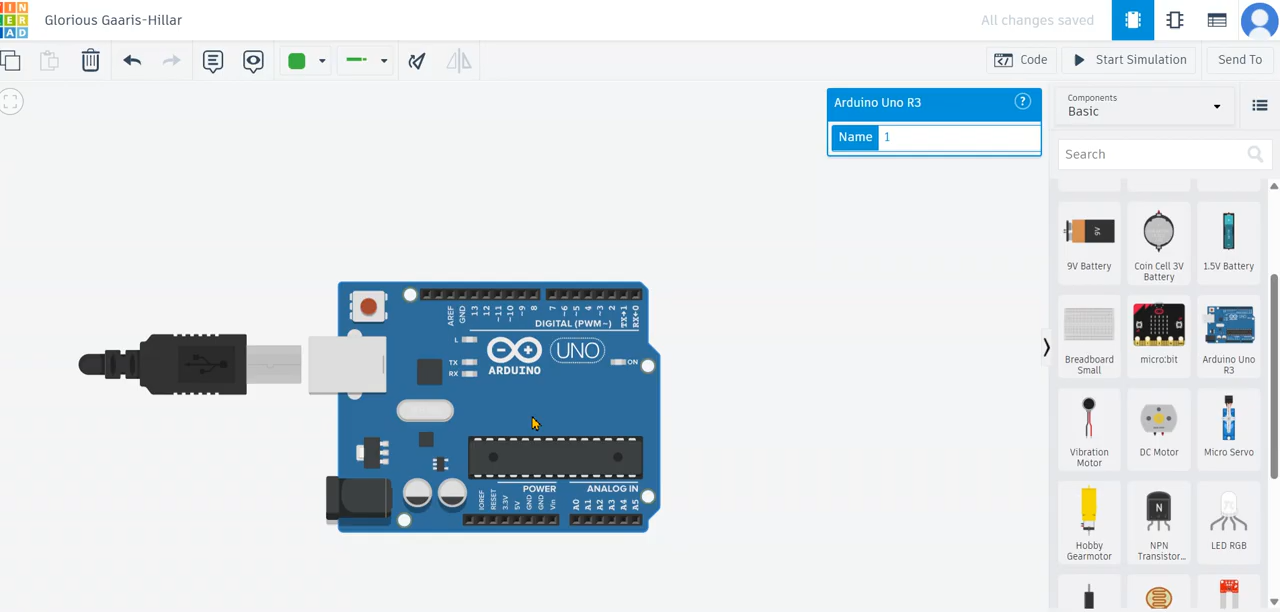 IN
ER
AD
Glorious Gaaris-Hillar
All changes saved
Code
Start Simulation
Send To
Arduino Uno R3
?
Name 1
Components
Basic
Search
9V
9V Battery
Coin Cell 3V Battery
1.5V Battery
Breadboard Small
micro:bit
Arduino Uno R3
Vibration Motor
DC Motor
Micro Servo
N
Hobby Gearmotor
NPN Transistor...
LED RGB
AREF
GND
13
12
~11
~10
~9
8
7
~6
~5
4
~3
2
TX→1
RX←0
DIGITAL (PWM~)
L
TX
RX
ARDUINO
UNO
ON
POWER
ANALOG IN
IOREF
RESET
3.3V
5V
GND
GND
Vin
A0
A1
A2
A3
A4
A5